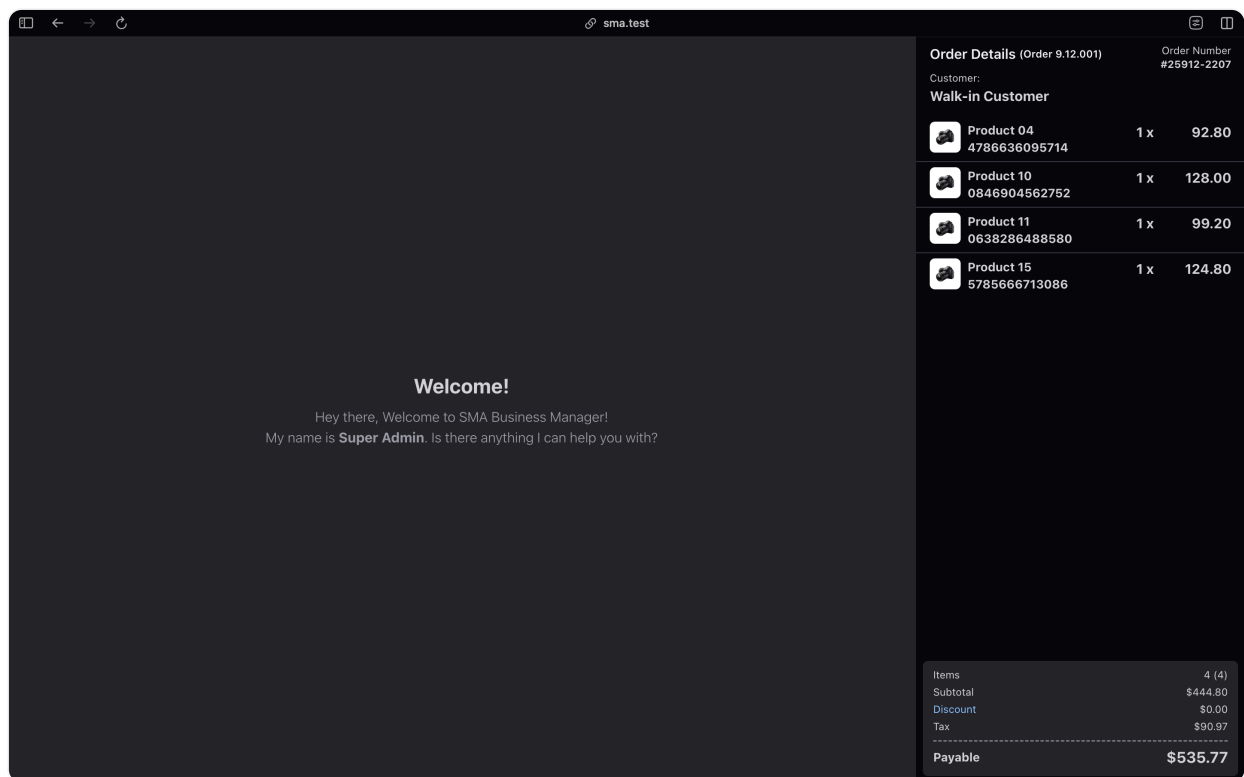 sma.test
Welcome!
Hey there, Welcome to SMA Business Manager!
My name is Super Admin. Is there anything I can help you with?
Order Details (Order 9.12.001)
Order Number
#25912-2207
Customer:
Walk-in Customer
Product 04 1 x 92.80
4786636095714
Product 10 1 x 128.00
0846904562752
Product 11 1 x 99.20
0638286488580
Product 15 1 x 124.80
5785666713086
Items 4 (4)
Subtotal $444.80
Discount $0.00
Tax $90.97
Payable $535.77